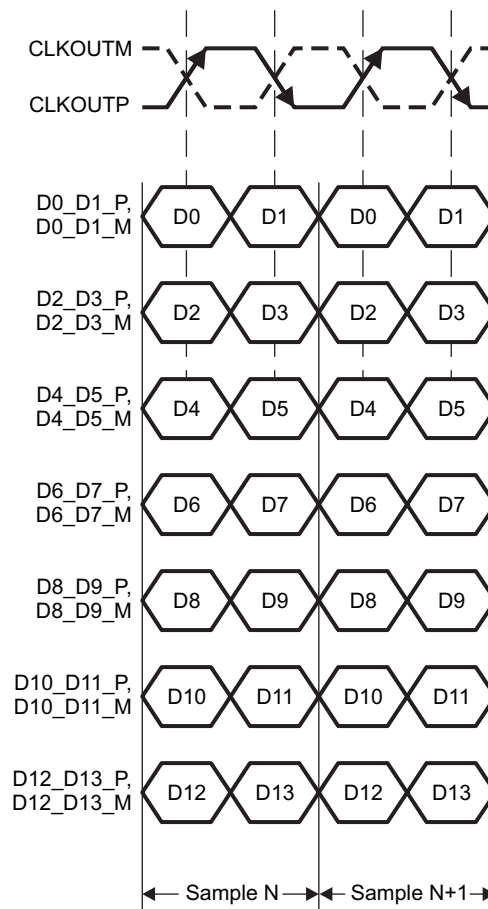 CLKOUTM
CLKOUTP
D0_D1_P,
D0_D1_M
D0 D1 D0 D1
D2_D3_P,
D2_D3_M
D2 D3 D2 D3
D4_D5_P,
D4_D5_M
D4 D5 D4 D5
D6_D7_P,
D6_D7_M
D6 D7 D6 D7
D8_D9_P,
D8_D9_M
D8 D9 D8 D9
D10_D11_P,
D10_D11_M
D10 D11 D10 D11
D12_D13_P,
D12_D13_M
D12 D13 D12 D13
Sample N Sample N+1